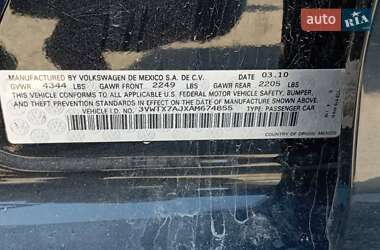 AUTO RIA
MANUFACTURED BY VOLKSWAGEN DE MEXICO S.A. DE C.V. DATE 03.10
GVWR 4344 LBS GAWR FRONT 2249 LBS GAWR REAR 2205 LBS
THIS VEHICLE CONFORMS TO ALL APPLICABLE U.S. FEDERAL MOTOR VEHICLE SAFETY, BUMPER,
AND THEFT PREVENTION STANDARDS IN EFFECT ON THE DATE OF MANUFACTURE SHOWN ABOVE.
VEHICLE I.D. 3VWTX7AJXAM674855 TYPE: PASSENGER CAR
COUNTRY OF ORIGIN: MEXICO